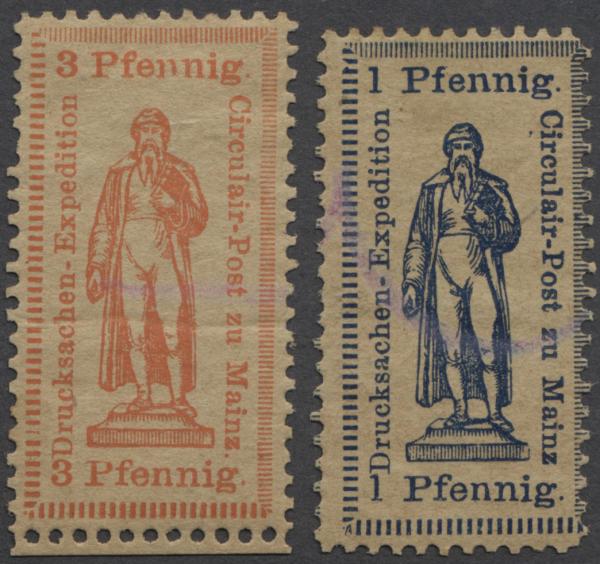 3 Pfennig.
Drucksachen-Expedition
Circulair-Post zu Mainz.
3 Pfennig.
1 Pfennig.
Drucksachen-Expedition
Circulair-Post zu Mainz
1 Pfennig.